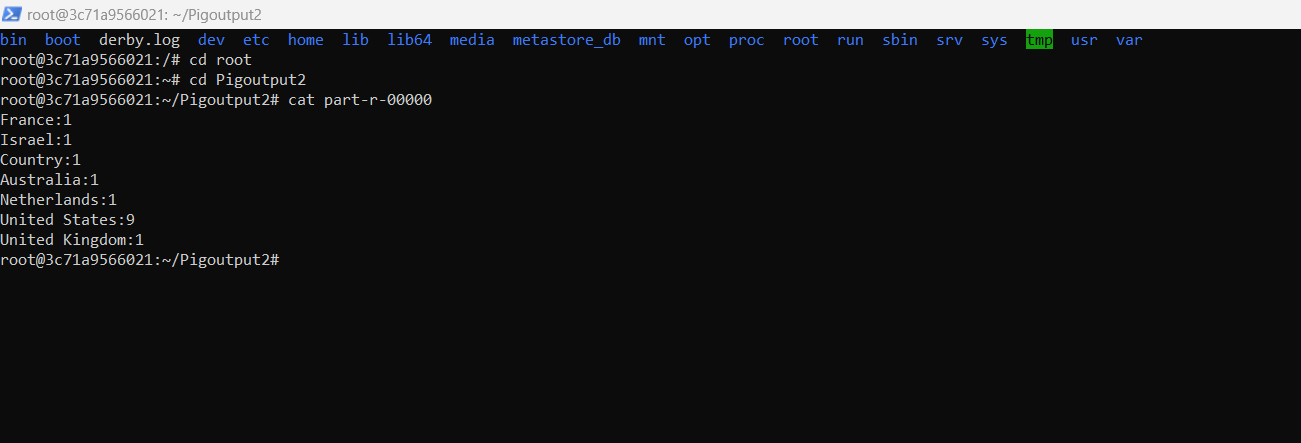 root@3c71a9566021: ~/Pigoutput2
bin boot derby.log dev etc home lib lib64 media metastore_db mnt opt proc root run sbin srv sys tmp usr var
root@3c71a9566021:/# cd root
root@3c71a9566021:~# cd Pigoutput2
root@3c71a9566021:~/Pigoutput2# cat part-r-00000
France:1
Israel:1
Country:1
Australia:1
Netherlands:1
United States:9
United Kingdom:1
root@3c71a9566021:~/Pigoutput2#